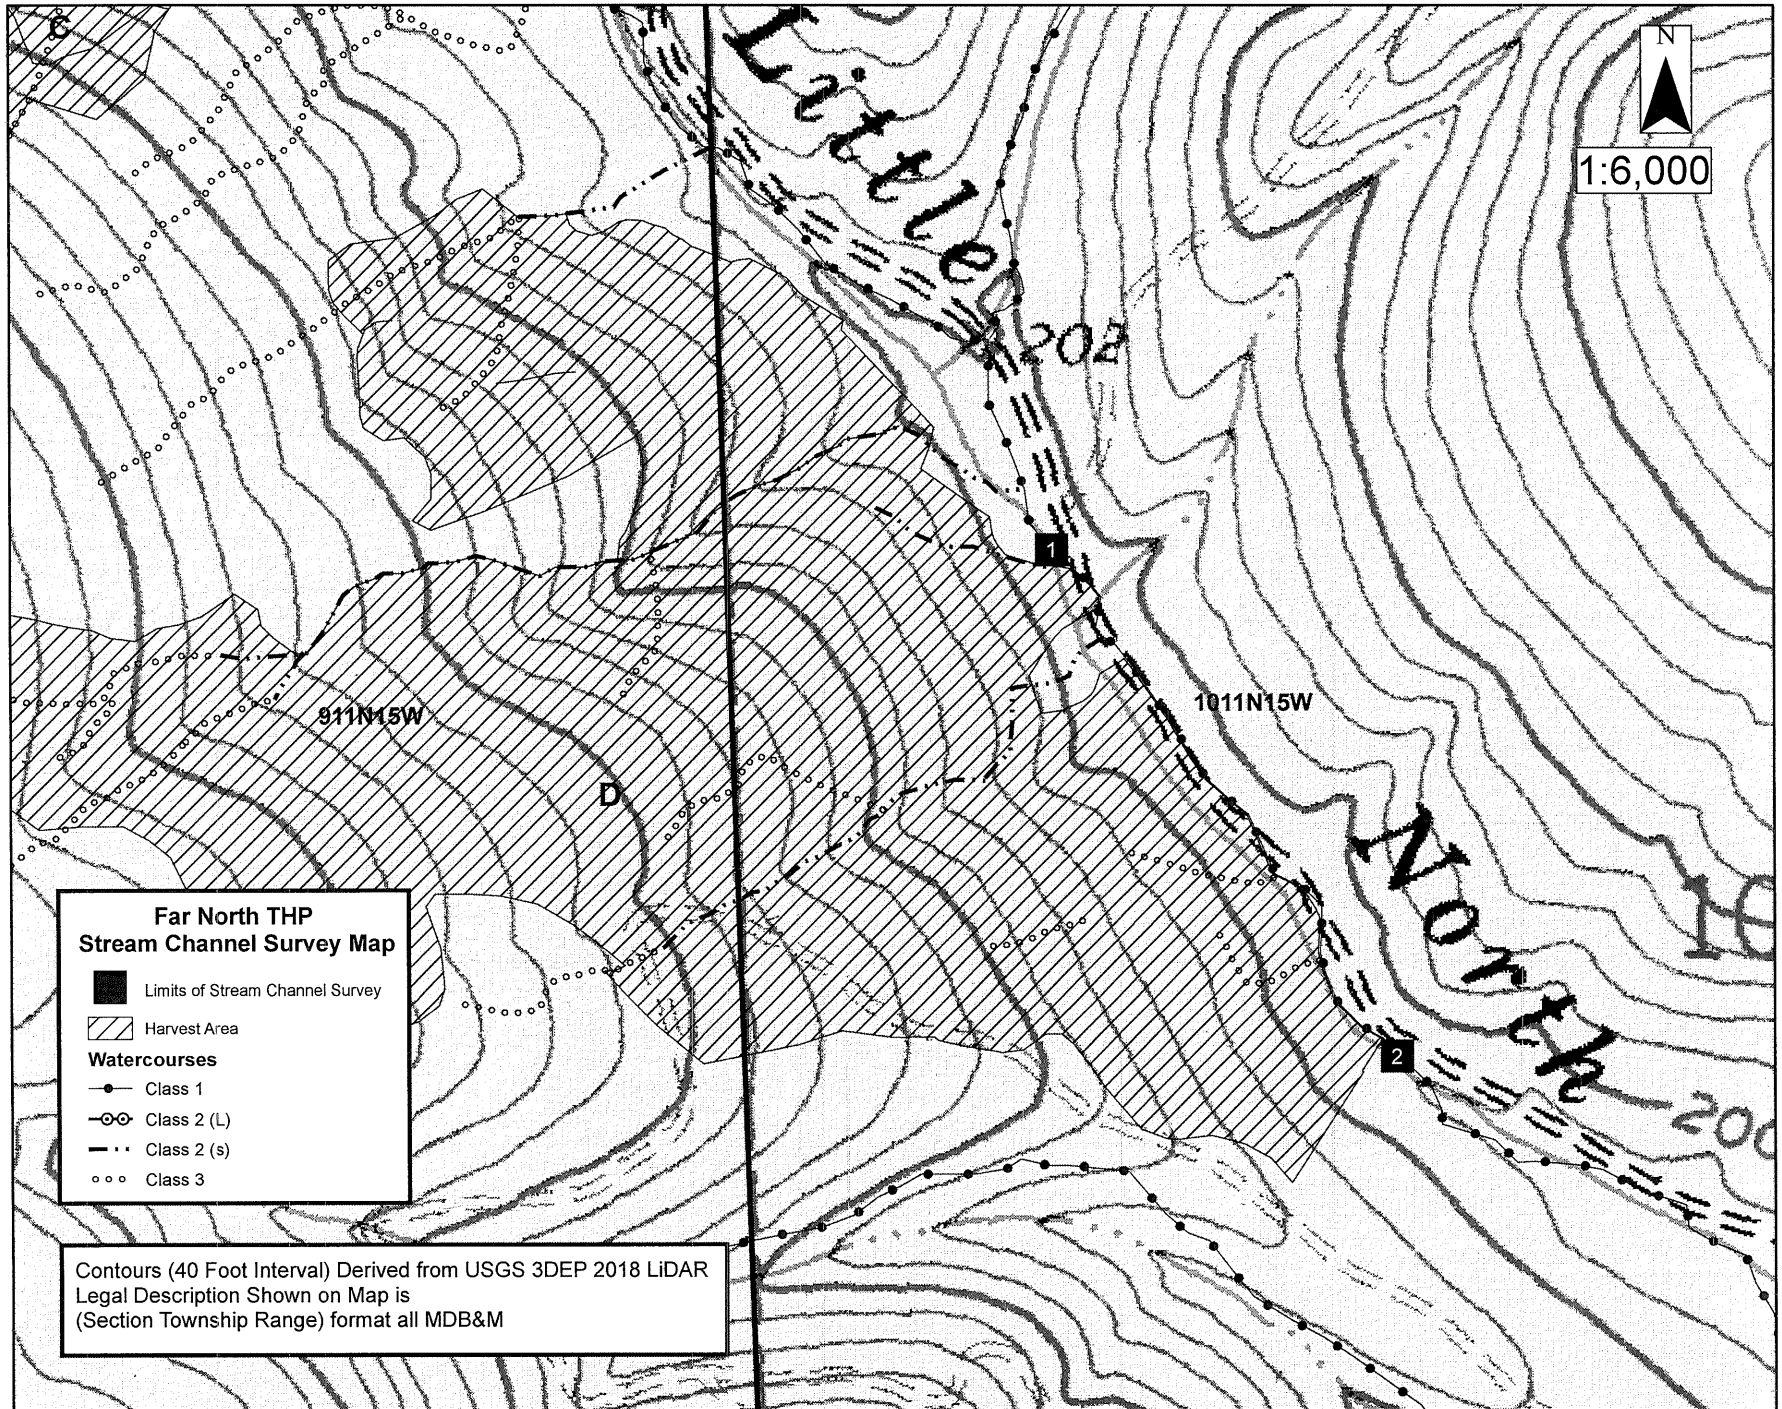 C
Little
N
1:6,000
202
1
911N15W
1011N15W
D
North
16
2
200
Far North THP
Stream Channel Survey Map
Limits of Stream Channel Survey
Harvest Area
Watercourses
Class 1
Class 2 (L)
Class 2 (s)
Class 3
Contours (40 Foot Interval) Derived from USGS 3DEP 2018 LiDAR
Legal Description Shown on Map is
(Section Township Range) format all MDB&M